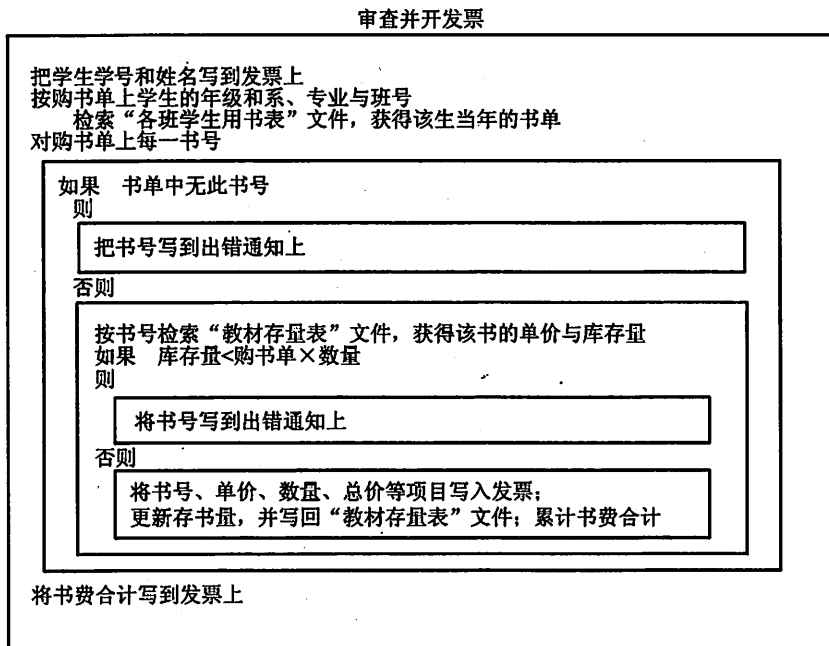 审查并开发票
把学生学号和姓名写到发票上
按购书单上学生的年级和系、专业与班号
检索“各班学生用书表”文件，获得该生当年的书单
对购书单上每一书号
如果 书单中无此书号
则
把书号写到出错通知上
否则
按书号检索“教材存量表”文件，获得该书的单价与库存量
如果 库存量<购书单×数量
则
将书号写到出错通知上
否则
将书号、单价、数量、总价等项目写入发票；
更新存书量，并写回“教材存量表”文件；累计书费合计
将书费合计写到发票上